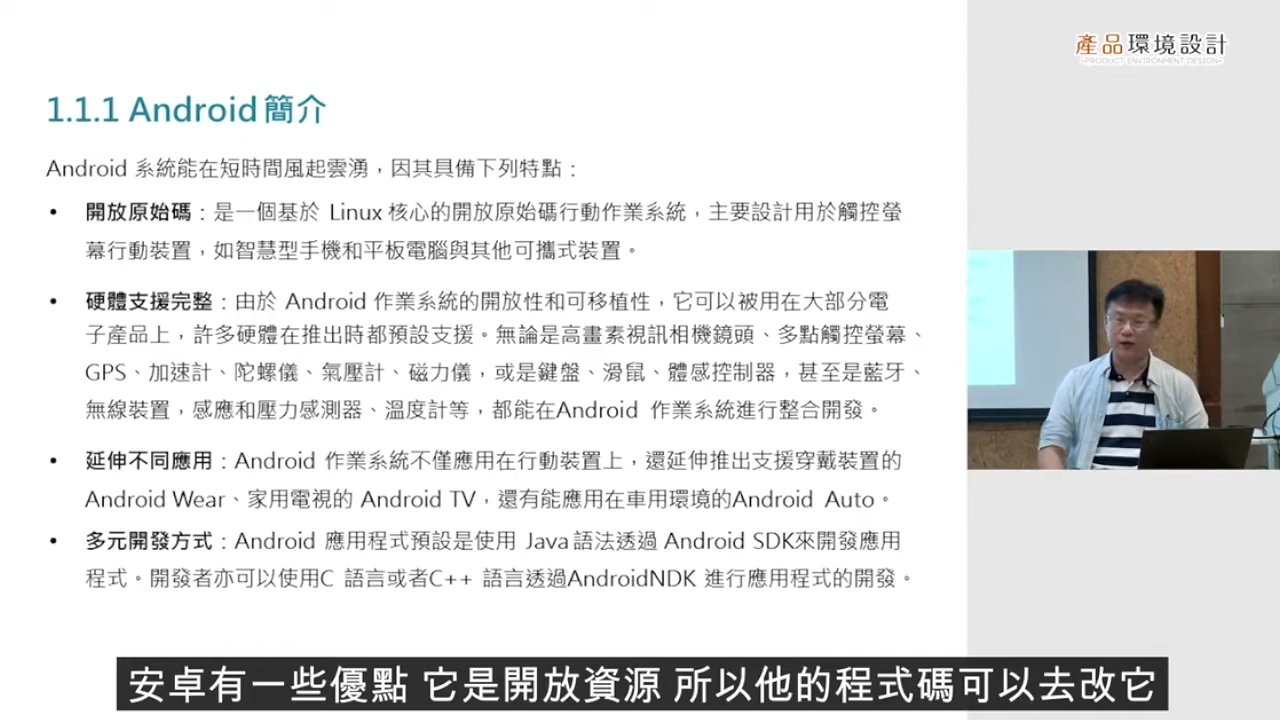 產品環境設計
-PRODUCT ENVIRONMENT DESIGN-
1.1.1 Android簡介
Android 系統能在短時間風起雲湧，因其具備下列特點：
• 開放原始碼：是一個基於 Linux 核心的開放原始碼行動作業系統，主要設計用於觸控螢
幕行動裝置，如智慧型手機和平板電腦與其他可攜式裝置。
• 硬體支援完整：由於 Android 作業系統的開放性和可移植性，它可以被用在大部分電
子產品上，許多硬體在推出時都預設支援。無論是高畫素視訊相機鏡頭、多點觸控螢幕、
GPS、加速計、陀螺儀、氣壓計、磁力儀，或是鍵盤、滑鼠、體感控制器，甚至是藍牙、
無線裝置，感應和壓力感測器、溫度計等，都能在Android 作業系統進行整合開發。
• 延伸不同應用：Android 作業系統不僅應用在行動裝置上，還延伸推出支援穿戴裝置的
Android Wear、家用電視的 Android TV，還有能應用在車用環境的Android Auto。
• 多元開發方式：Android 應用程式預設是使用 Java語法透過 Android SDK來開發應用
程式。開發者亦可以使用C 語言或者C++ 語言透過AndroidNDK 進行應用程式的開發。
安卓有一些優點 它是開放資源 所以他的程式碼可以去改它